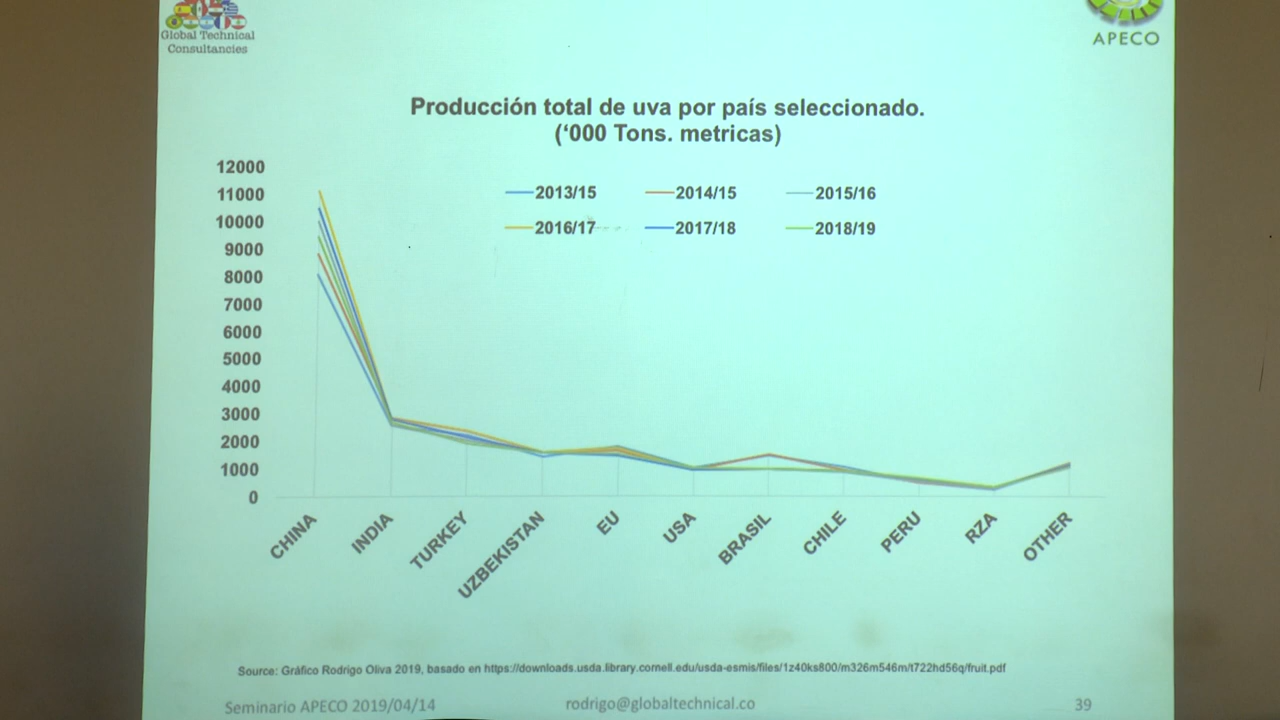 Global Technical
Consultancies
APECO
Producción total de uva por país seleccionado.
(‘000 Tons. metricas)
12000
11000
10000
9000
8000
7000
6000
5000
4000
3000
2000
1000
0
2013/15 2014/15 2015/16
2016/17 2017/18 2018/19
CHINA INDIA TURKEY UZBEKISTAN EU USA BRASIL CHILE PERU RZA OTHER
Source: Gráfico Rodrigo Oliva 2019, basado en https://downloads.usda.library.cornell.edu/usda-esmis/files/1z40ks800/m326m546m/t722hd56q/fruit.pdf
Seminario APECO 2019/04/14 rodrigo@globaltechnical.co 39